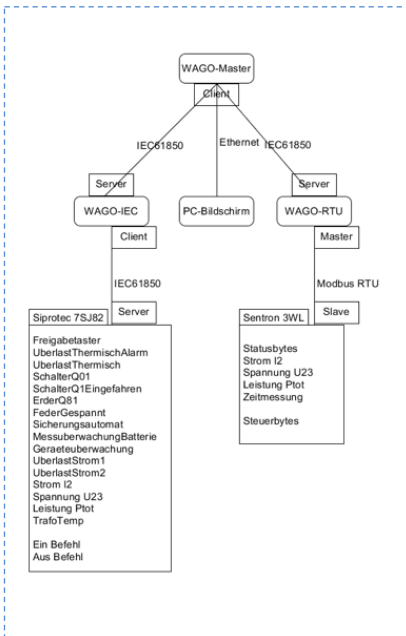 WAGO-Master
Client
IEC61850
Ethernet
IEC61850
Server
Server
WAGO-IEC
PC-Bildschirm
WAGO-RTU
Client
Master
IEC61850
Modbus RTU
Siprotec 7SJ82
Server
Sentron 3WL
Slave
Freigabetaster
UberlastThermischAlarm
UberlastThermisch
SchalterQ01
SchalterQ1Eingefahren
ErderQ81
FederGespannt
Sicherungsautomat
MessuberwachungBatterie
Geraeteuberwachung
UberlastStrom1
UberlastStrom2
Strom I2
Spannung U23
Leistung Ptot
TrafoTemp
Ein Befehl
Aus Befehl
Statusbytes
Strom I2
Spannung U23
Leistung Ptot
Zeitmessung
Steuerbytes